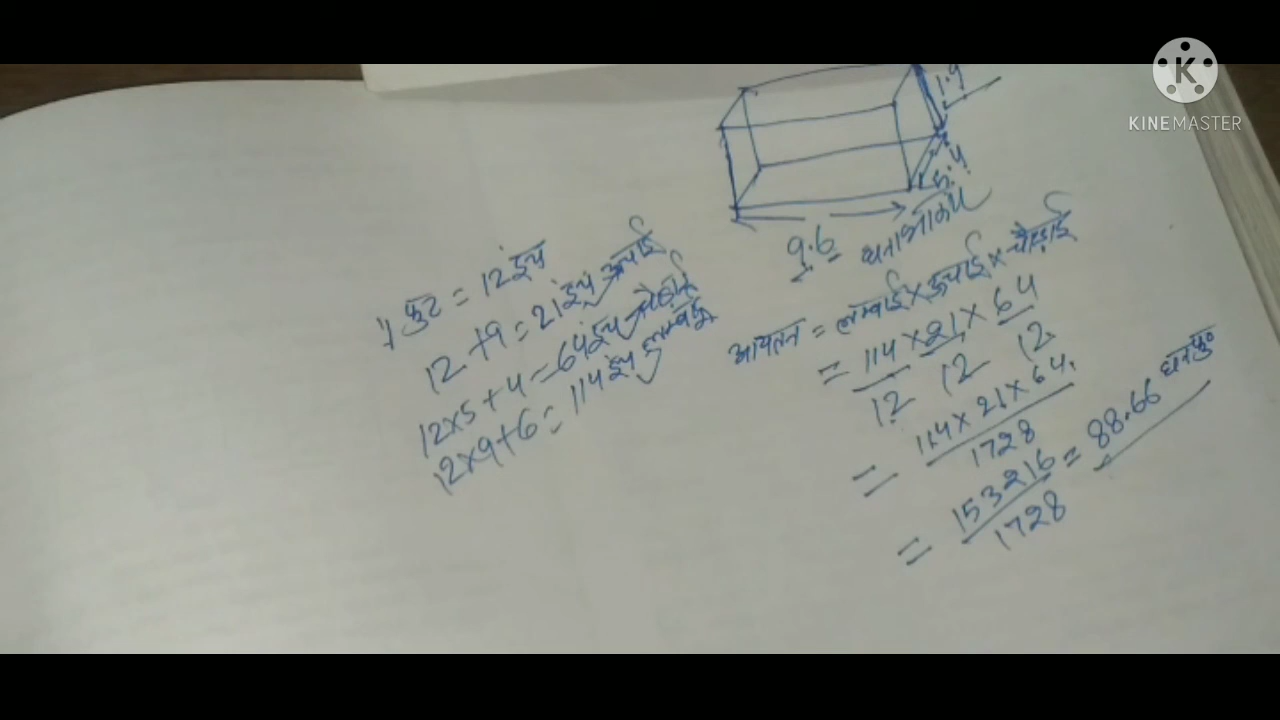 1.9
5.4
9.6 घनाभाकार
1 फुट = 12 इंच
12 + 9 = 21 इंच ऊंचाई
12×5 + 4 = 64 इंच चौड़ाई
12×9+6 = 114 इंच लम्बाई
आयतन = लम्बाई × ऊंचाई × चौड़ाई
= 114 × 21 × 64
12 12 12
= 114 × 21 × 64
1728
= 153216 = 88.66 घनफुट
1728
KINEMASTER